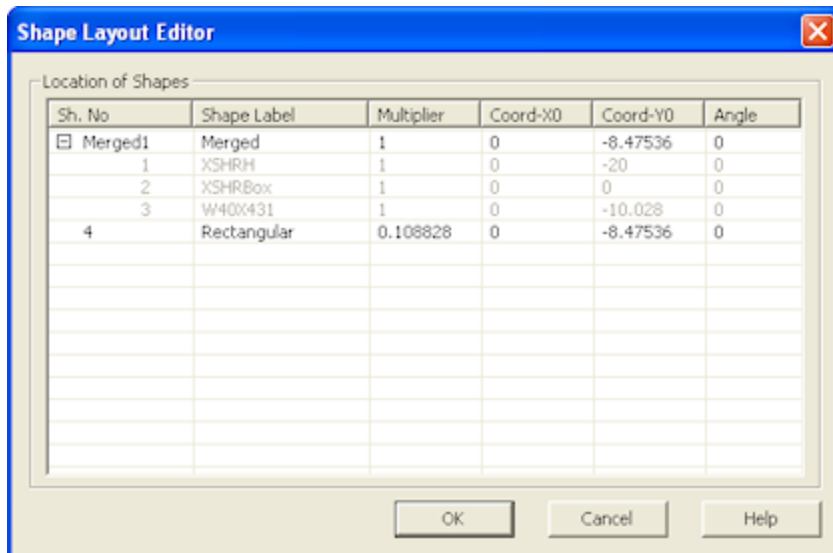 Shape Layout Editor
Location of Shapes
Sh. No Shape Label Multiplier Coord-X0 Coord-Y0 Angle
Merged1 Merged 1 0 -8.47536 0
1 XSHRH 1 0 -20 0
2 XSHRBox 1 0 0 0
3 W40X431 1 0 -10.028 0
4 Rectangular 0.108828 0 -8.47536 0
OK Cancel Help